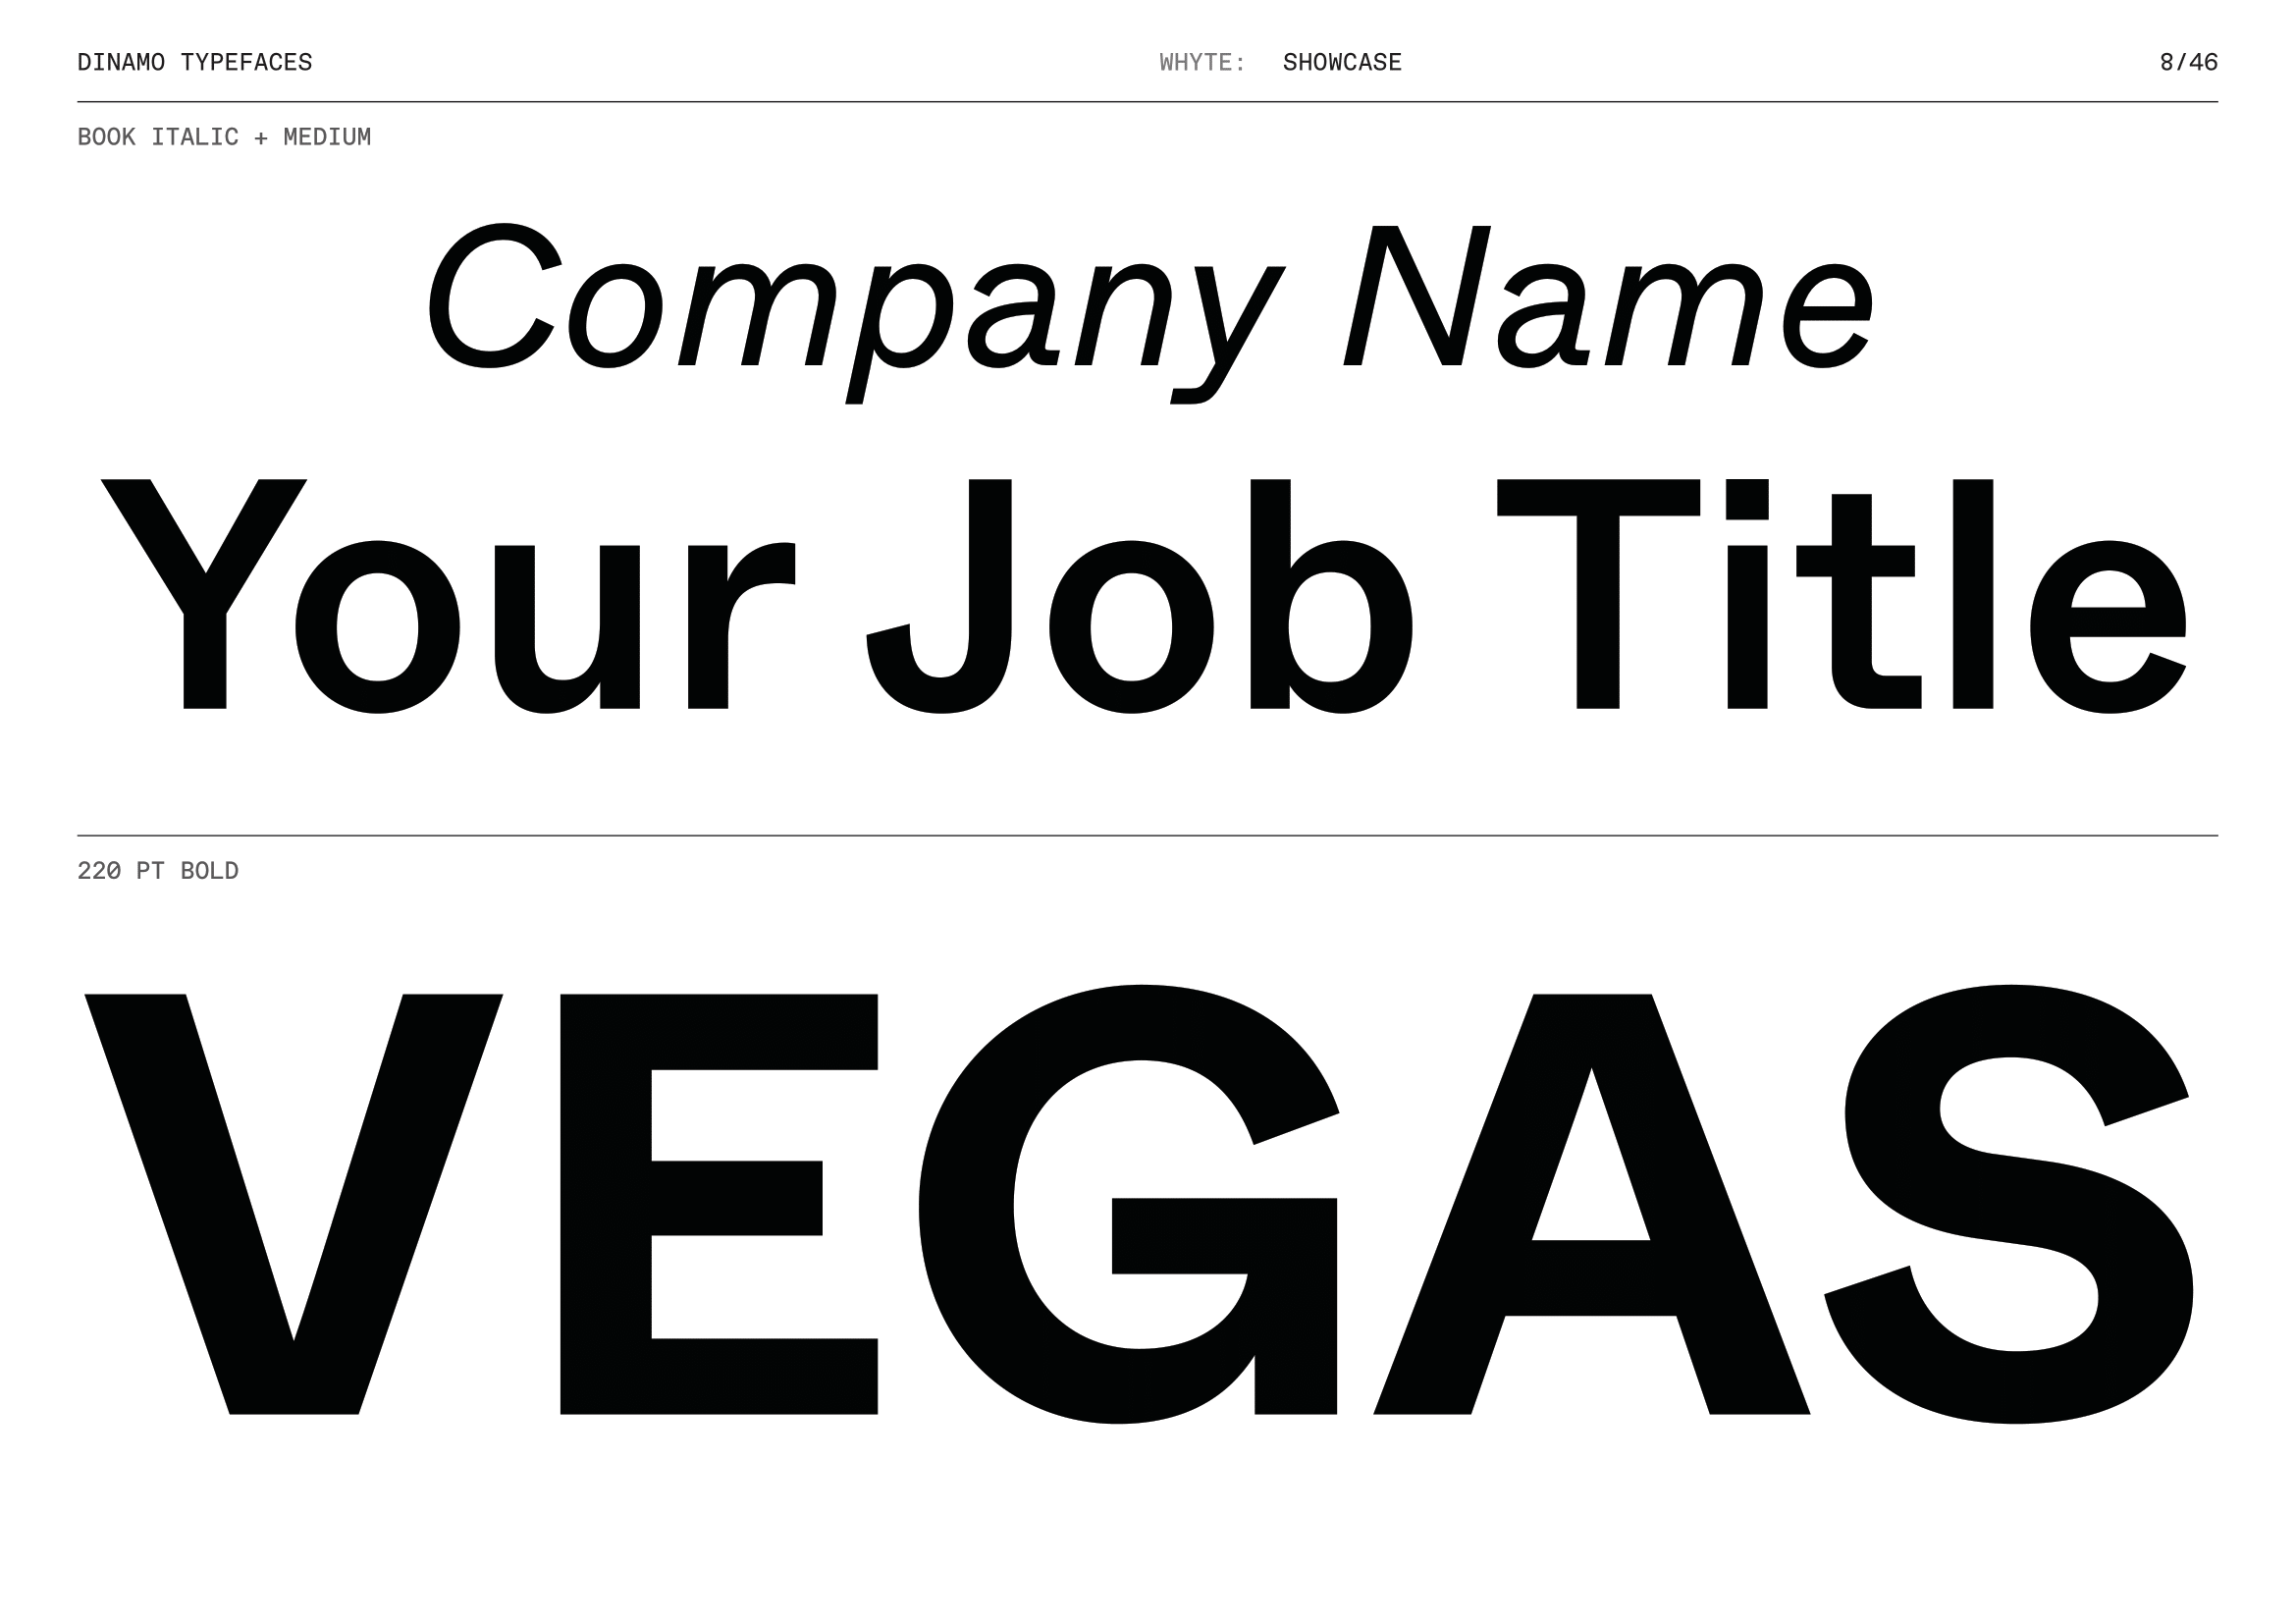 DINAMO TYPEFACES WHYTE: SHOWCASE 8/46
BOOK ITALIC + MEDIUM
Company Name
Your Job Title
220 PT BOLD
VEGAS